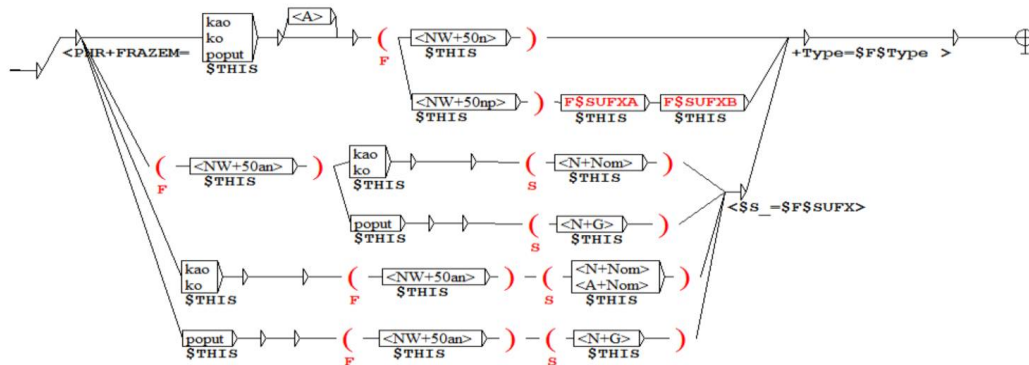 <A>
kao
ko
poput
$THIS
<PHR+FRAZEM=
(
F
<NW+50n>
$THIS
)
+Type=$F$Type >
<NW+50np>
$THIS
)
F$SUFXA
$THIS
F$SUFXB
$THIS
(
F
<NW+50an>
$THIS
)
kao
ko
$THIS
(
S
<N+Nom>
$THIS
)
poput
$THIS
(
S
<N+G>
$THIS
)
<$S_=$F$SUFX>
kao
ko
$THIS
(
F
<NW+50an>
$THIS
)
(
S
<N+Nom>
<A+Nom>
$THIS
)
poput
$THIS
(
F
<NW+50an>
$THIS
)
(
S
<N+G>
$THIS
)